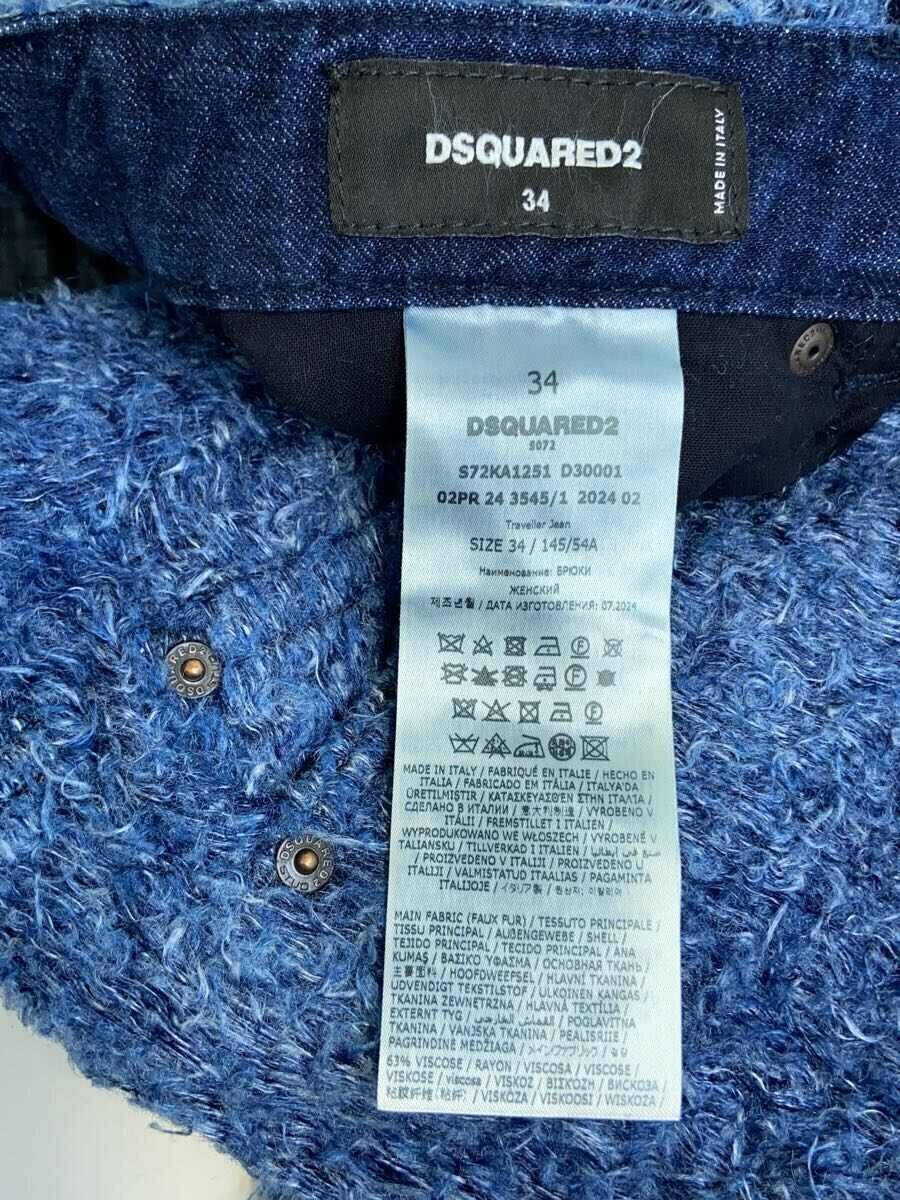 DSQUARED2
34
MADE IN ITALY
34
DSQUARED2
S072
S72KA1251 D30001
02PR 24 3545/1 2024 02
Traveller Jean
SIZE 34 / 145/54A
Наименование: БРЮКИ
ЖЕНСКИЙ
제조년월 / ДАТА ИЗГОТОВЛЕНИЯ: 07.2024
MADE IN ITALY / FABRIQUÉ EN ITALIE / HECHO EN
ITALIA / FABRICADO EM ITÁLIA / ITALYA'DA
ÜRETILMISTIR / ΚΑΤΑΣΚΕΥΑΣΘΕΝ ΣΤΗΝ ΙΤΑΛΙΑ /
СДЕЛАНО В ИТАЛИИ / 意大利制造 / VYROBENO V
ITÁLII / FREMSTILLET I ITALIEN /
WYPRODUKOWANO WE WŁOSZECH / VYROBENÉ V
TALIANSKU / TILLVERKAD I ITALIEN / صنع في إيطاليا
/ PROIZVEDENO V ITALIJI / PROIZVEDENO U
ITALIJI / VALMISTATUD ITAALIAS / PAGAMINTA
ITALIJOJE / イタリア製 / 원산지: 이탈리아
MAIN FABRIC (FAUX FUR) / TESSUTO PRINCIPALE /
TISSU PRINCIPAL / AUßENGEWEBE / SHELL /
TEJIDO PRINCIPAL / TECIDO PRINCIPAL / ANA
KUMAŞ / ΒΑΣΙΚΟ ΥΦΑΣΜΑ / ОСНОВНАЯ ТКАНЬ /
主要面料 / HOOFDWEEFSEL / HLAVNÍ TKANINA /
UDVENDIGT TEKSTILSTOF / ULKOINEN KANGAS /
TKANINA ZEWNĘTRZNA / HLAVNÁ TEXTÍLIA /
EXTERNT TYG / القماش الخارجي / POGLAVITNA
TKANINA / VANJSKA TKANINA / PEALISRIIE /
PAGRINDINĖ MEDŽIAGA / メインファブリック / 겉감
63% VISCOSE / RAYON / VISCOSA / VISCOSE /
VISKOSE / viscosa / VISKOZ / ΒΙΣΚΟΖΗ / ВИСКОЗА /
粘胶纤维(粘纤) / VISKOZA / VISKOOSI / WISKOZA /